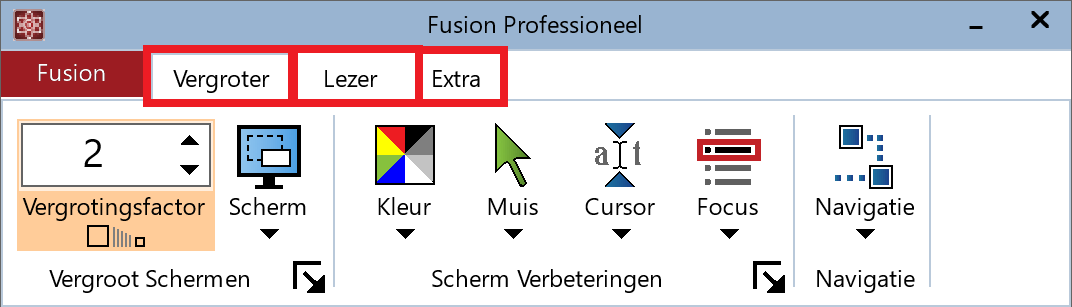 Fusion Professioneel
Fusion Vergroter Lezer Extra
2
Vergrotingsfactor Scherm Kleur Muis Cursor Focus Navigatie
Vergroot Schermen Scherm Verbeteringen Navigatie